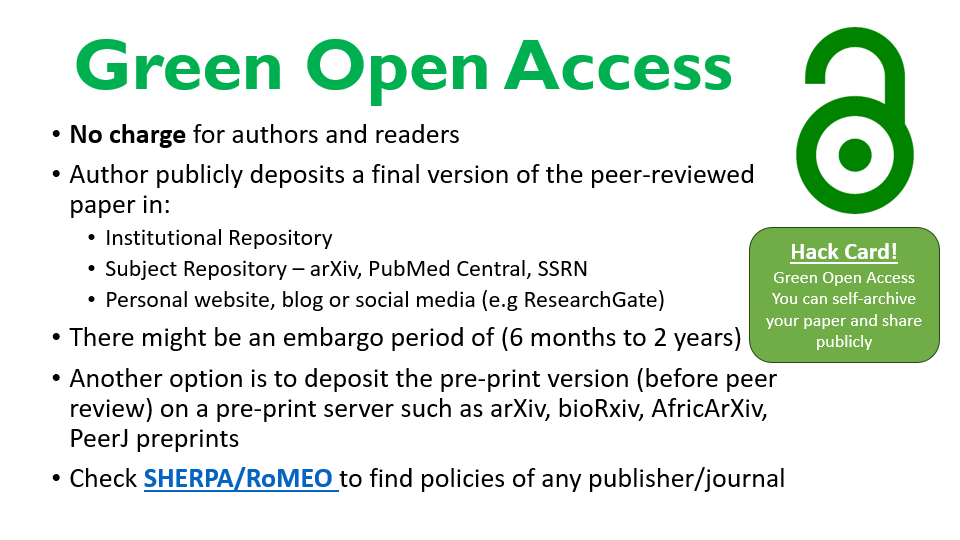 Green Open Access
• No charge for authors and readers
• Author publicly deposits a final version of the peer-reviewed
paper in:
• Institutional Repository
• Subject Repository – arXiv, PubMed Central, SSRN
• Personal website, blog or social media (e.g ResearchGate)
• There might be an embargo period of (6 months to 2 years)
• Another option is to deposit the pre-print version (before peer
review) on a pre-print server such as arXiv, bioRxiv, AfricArXiv,
PeerJ preprints
• Check SHERPA/RoMEO to find policies of any publisher/journal
Hack Card!
Green Open Access
You can self-archive
your paper and share
publicly